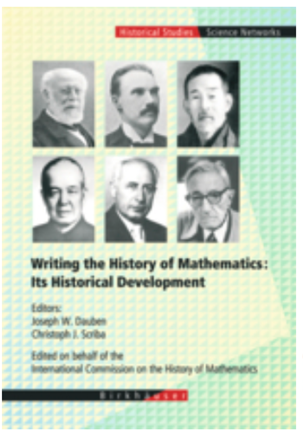 Historical Studies Science Networks
Writing the History of Mathematics:
Its Historical Development
Editors:
Joseph W. Dauben
Christoph J. Scriba
Edited on behalf of the
International Commission on the History of Mathematics
Birkhäuser